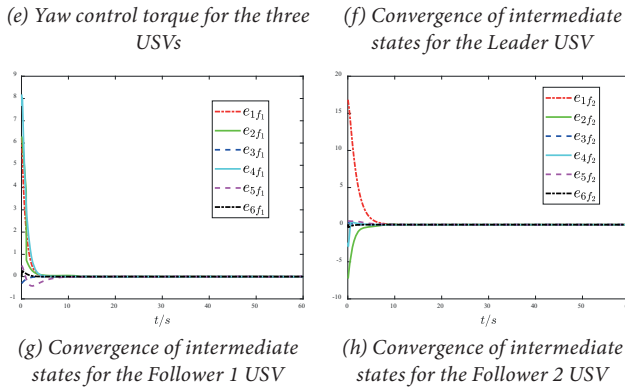 (e) Yaw control torque for the three
USVs
(f) Convergence of intermediate
states for the Leader USV
9
8
7
6
5
4
3
2
1
0
-1
0
10
20
30
40
50
60
t/s
e1f1
e2f1
e3f1
e4f1
e5f1
e6f1
20
15
10
5
0
-5
-10
0
10
20
30
40
50
60
t/s
e1f2
e2f2
e3f2
e4f2
e5f2
e6f2
(g) Convergence of intermediate
states for the Follower 1 USV
(h) Convergence of intermediate
states for the Follower 2 USV